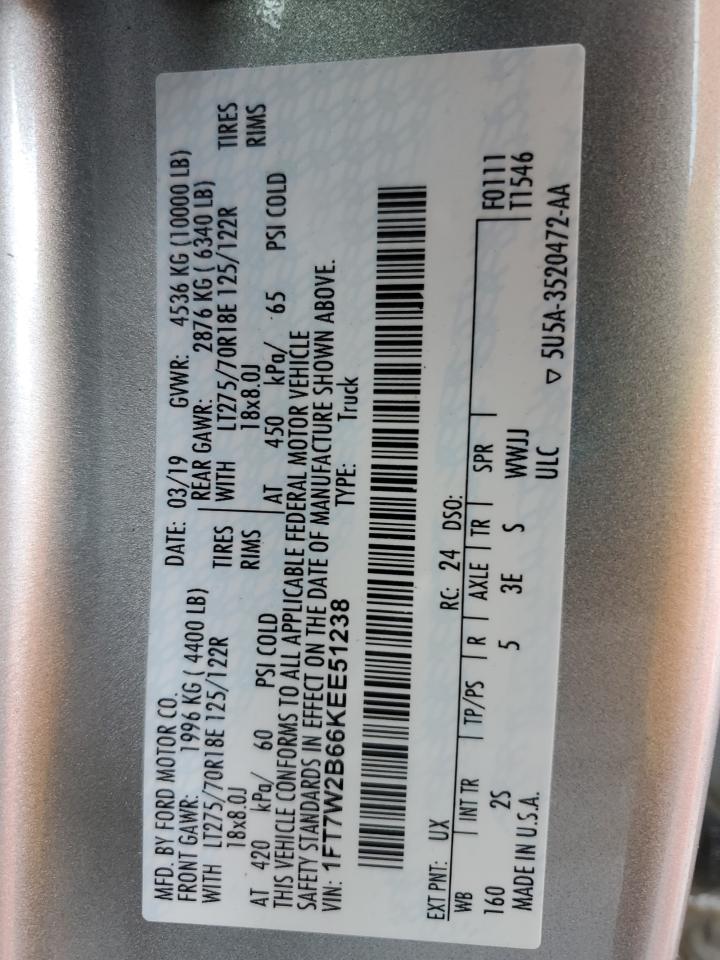 MFD. BY FORD MOTOR CO.
DATE: 03/19 GVWR: 4536 KG (10000 LB)
FRONT GAWR: 1996 KG ( 4400 LB) REAR GAWR: 2876 KG ( 6340 LB)
WITH LT275/70R18E 125/122R TIRES WITH LT275/70R18E 125/122R TIRES
18x8.0J RIMS 18x8.0J RIMS
AT 420 kPa/ 60 PSI COLD AT 450 kPa/ 65 PSI COLD
THIS VEHICLE CONFORMS TO ALL APPLICABLE FEDERAL MOTOR VEHICLE
SAFETY STANDARDS IN EFFECT ON THE DATE OF MANUFACTURE SHOWN ABOVE.
VIN: 1FT7W2B66KEE51238 TYPE: Truck
EXT PNT: UX RC: 24 DSO:
WB INT TR TP/PS R AXLE TR SPR F0111
160 2S 5 3E S WWJJ T1546
MADE IN U.S.A. ULC ▽ 5U5A-3520472-AA